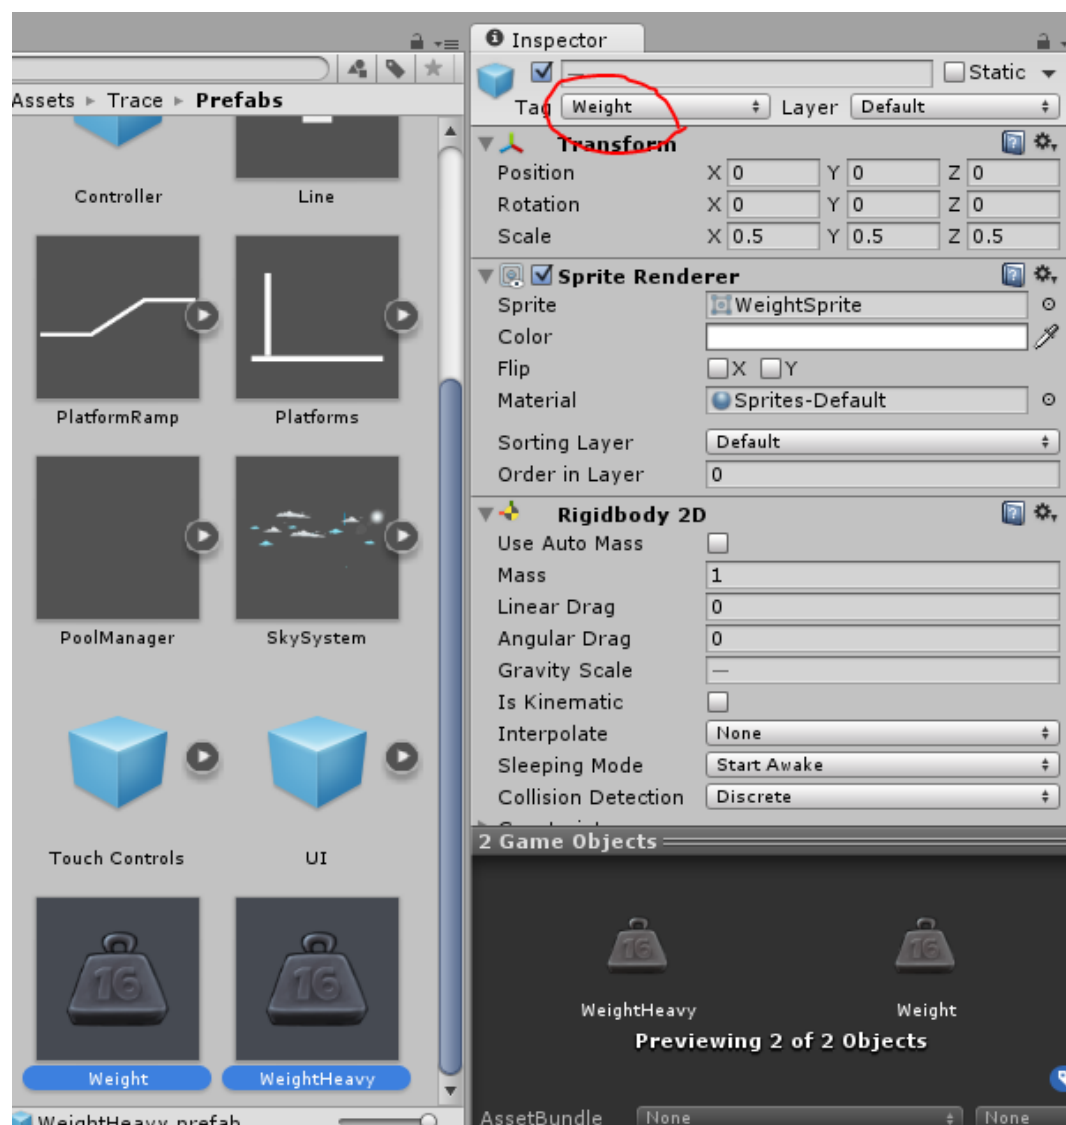 Inspector
Static
Assets Trace Prefabs
Tag Weight Layer Default
Controller Line
PlatformRamp Platforms
PoolManager SkySystem
Touch Controls UI
16 16
Weight WeightHeavy
WeightHeavy.prefab
Transform
Position X 0 Y 0 Z 0
Rotation X 0 Y 0 Z 0
Scale X 0.5 Y 0.5 Z 0.5
Sprite Renderer
Sprite WeightSprite
Color
Flip X Y
Material Sprites-Default
Sorting Layer Default
Order in Layer 0
Rigidbody 2D
Use Auto Mass
Mass 1
Linear Drag 0
Angular Drag 0
Gravity Scale —
Is Kinematic
Interpolate None
Sleeping Mode Start Awake
Collision Detection Discrete
2 Game Objects
16 16
WeightHeavy Weight
Previewing 2 of 2 Objects
AssetBundle None None